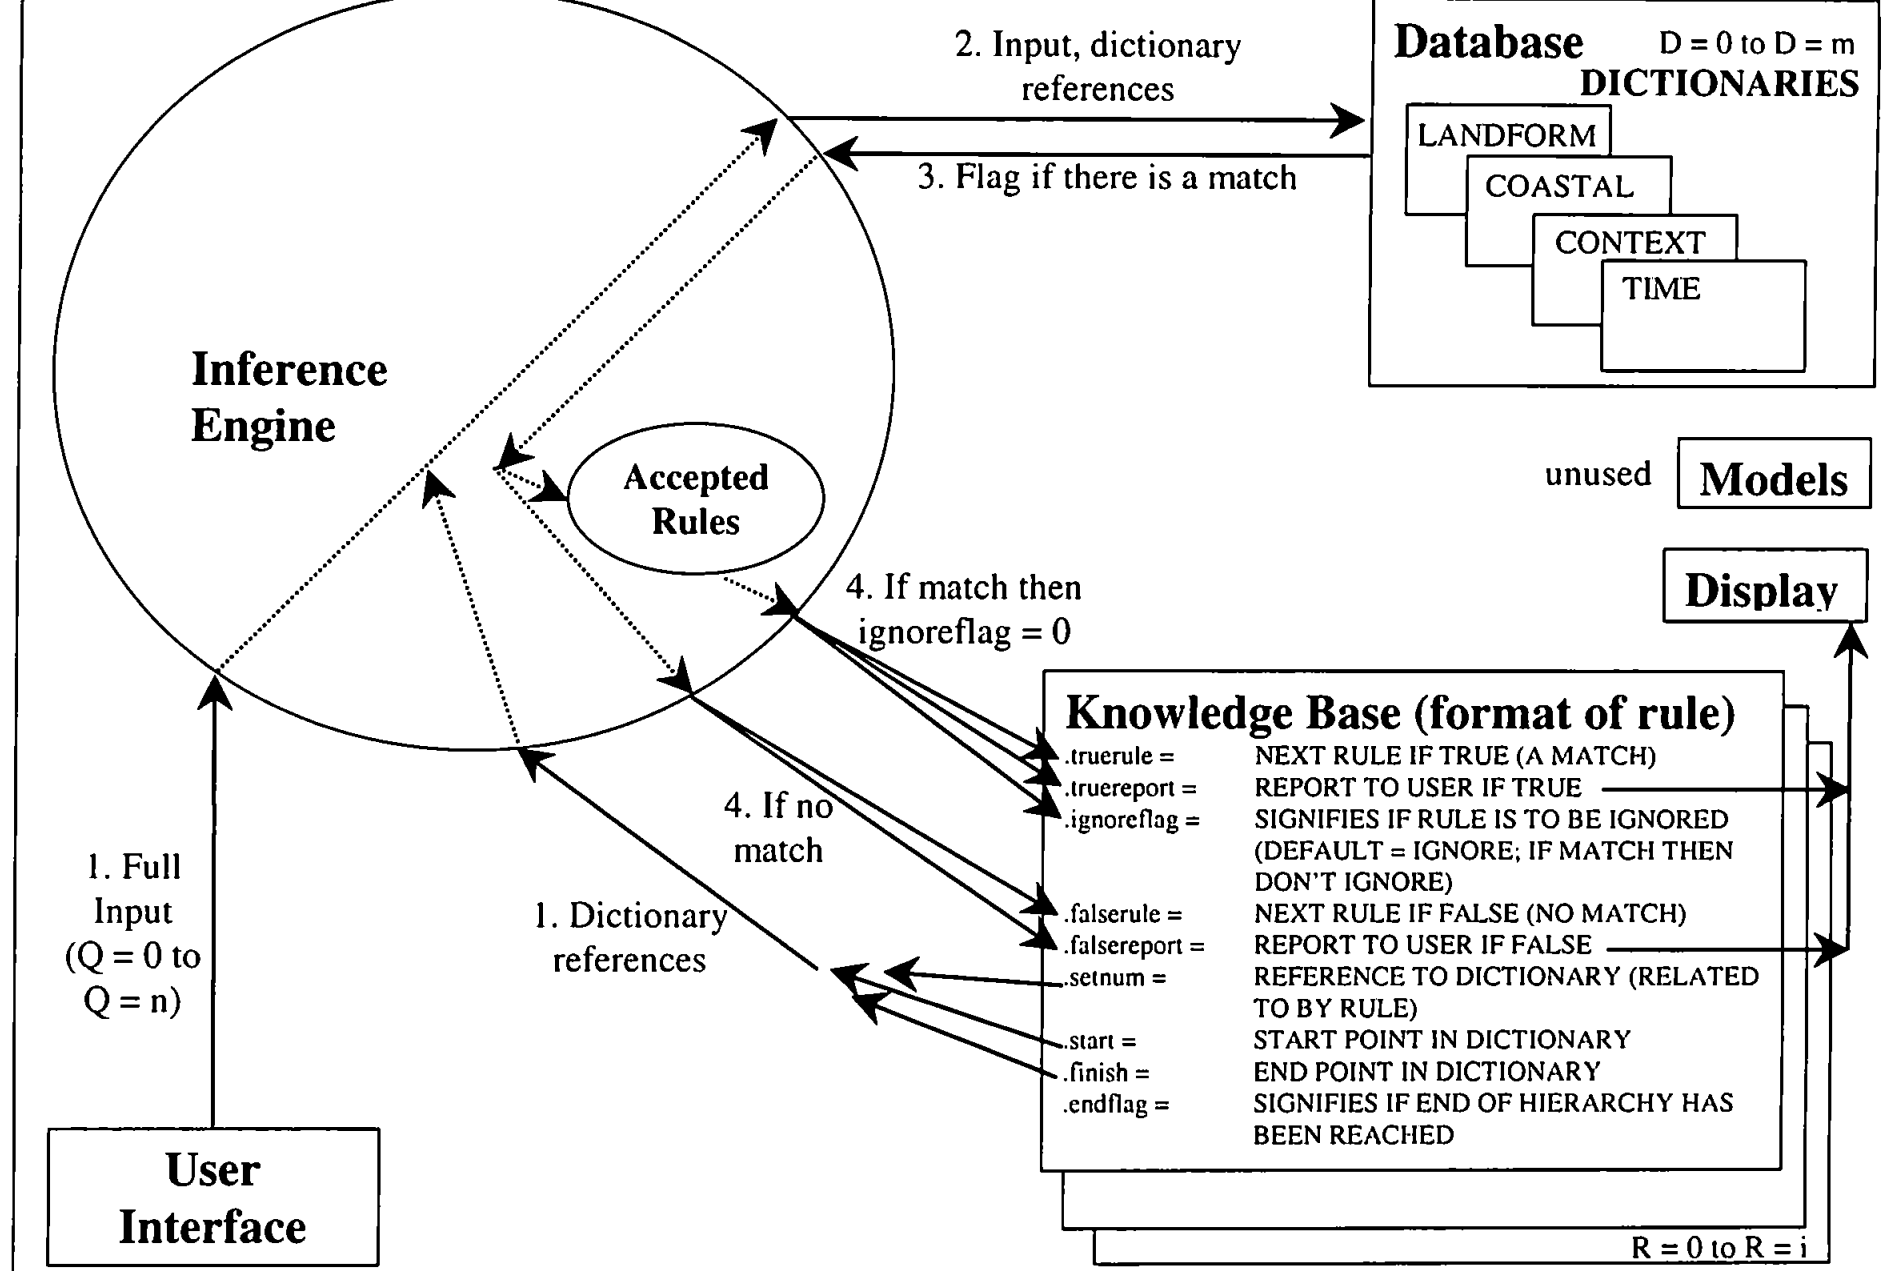 2. Input, dictionary
references
3. Flag if there is a match
Database D = 0 to D = m
DICTIONARIES
LANDFORM
COASTAL
CONTEXT
TIME
Inference
Engine
Accepted
Rules
unused Models
Display
4. If match then
ignoreflag = 0
4. If no
match
1. Full
Input
(Q = 0 to
Q = n)
1. Dictionary
references
User
Interface
Knowledge Base (format of rule)
.truerule = NEXT RULE IF TRUE (A MATCH)
.truereport = REPORT TO USER IF TRUE
.ignoreflag = SIGNIFIES IF RULE IS TO BE IGNORED
(DEFAULT = IGNORE; IF MATCH THEN
DON'T IGNORE)
.falserule = NEXT RULE IF FALSE (NO MATCH)
.falsereport = REPORT TO USER IF FALSE
.setnum = REFERENCE TO DICTIONARY (RELATED
TO BY RULE)
.start = START POINT IN DICTIONARY
.finish = END POINT IN DICTIONARY
.endflag = SIGNIFIES IF END OF HIERARCHY HAS
BEEN REACHED
R = 0 to R = i